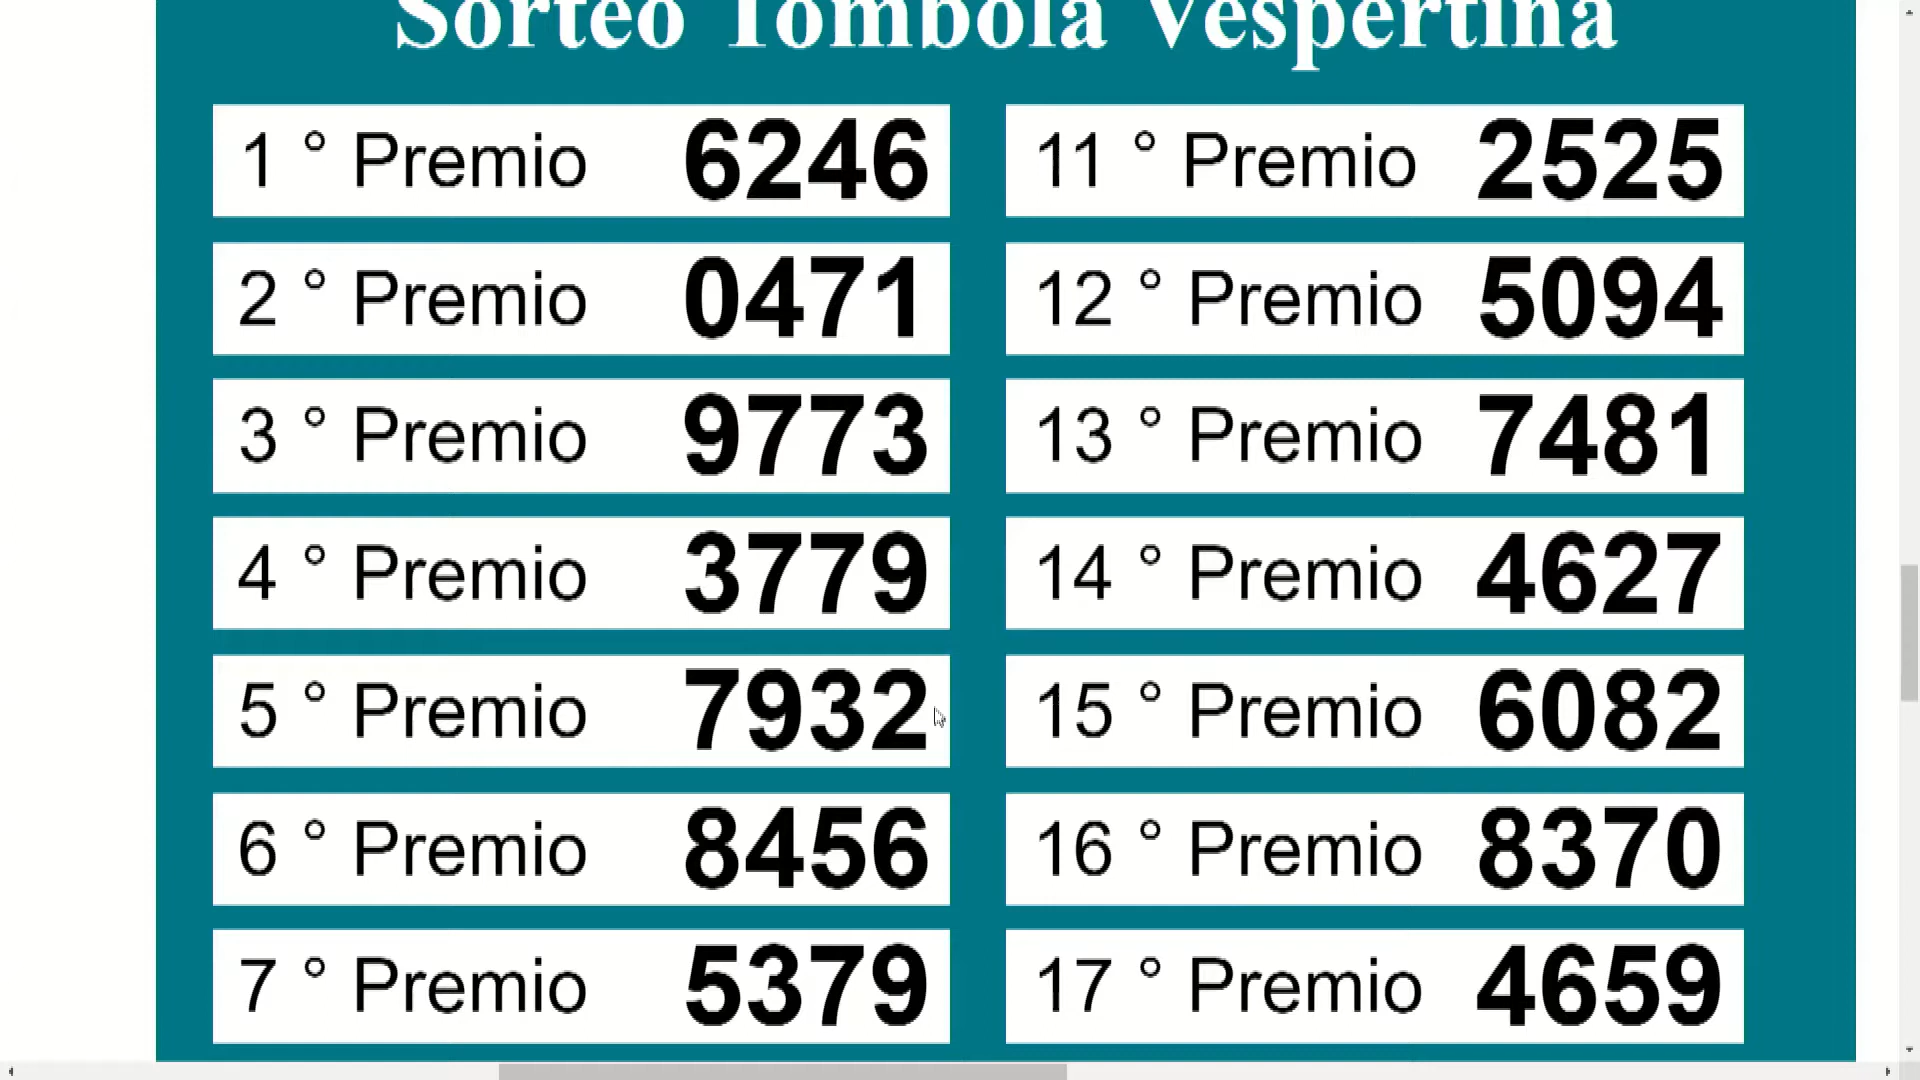 Sorteo Tombola Vespertina
1 ° Premio 6246
2 ° Premio 0471
3 ° Premio 9773
4 ° Premio 3779
5 ° Premio 7932
6 ° Premio 8456
7 ° Premio 5379
11 ° Premio 2525
12 ° Premio 5094
13 ° Premio 7481
14 ° Premio 4627
15 ° Premio 6082
16 ° Premio 8370
17 ° Premio 4659